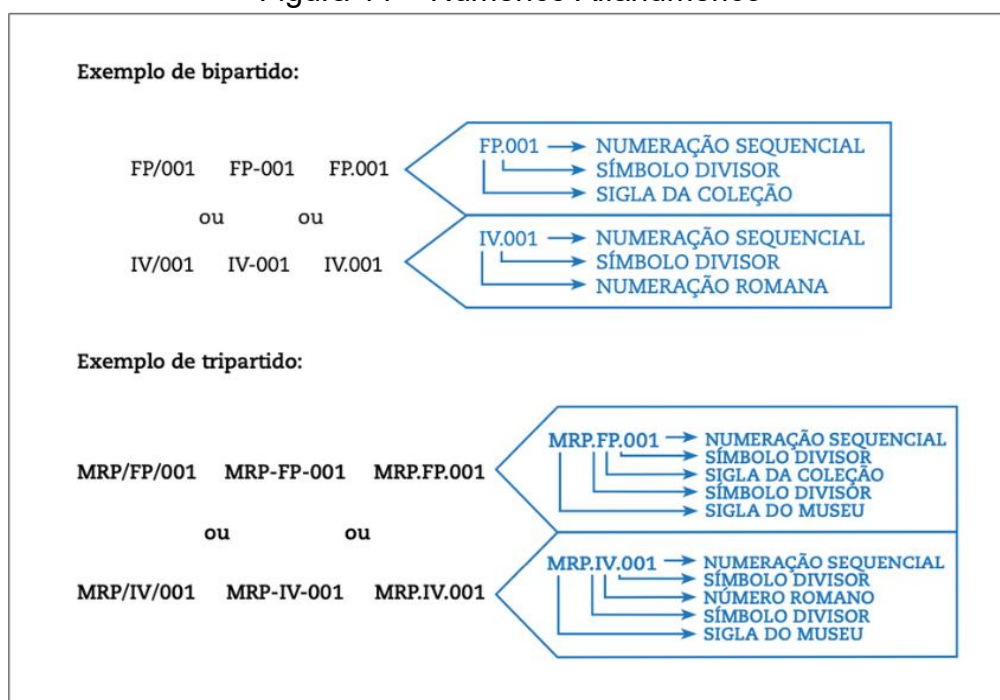 Figura – Numérico Alfanumérico
Exemplo de bipartido:
FP/001 FP-001 FP.001
ou ou
IV/001 IV-001 IV.001
FP.001 → NUMERAÇÃO SEQUENCIAL
SÍMBOLO DIVISOR
SIGLA DA COLEÇÃO
IV.001 → NUMERAÇÃO SEQUENCIAL
SÍMBOLO DIVISOR
NUMERAÇÃO ROMANA
Exemplo de tripartido:
MRP/FP/001 MRP-FP-001 MRP.FP.001
ou ou
MRP/IV/001 MRP-IV-001 MRP.IV.001
MRP.FP.001 → NUMERAÇÃO SEQUENCIAL
SÍMBOLO DIVISOR
SIGLA DA COLEÇÃO
SÍMBOLO DIVISOR
SIGLA DO MUSEU
MRP.IV.001 → NUMERAÇÃO SEQUENCIAL
SÍMBOLO DIVISOR
NÚMERO ROMANO
SÍMBOLO DIVISOR
SIGLA DO MUSEU